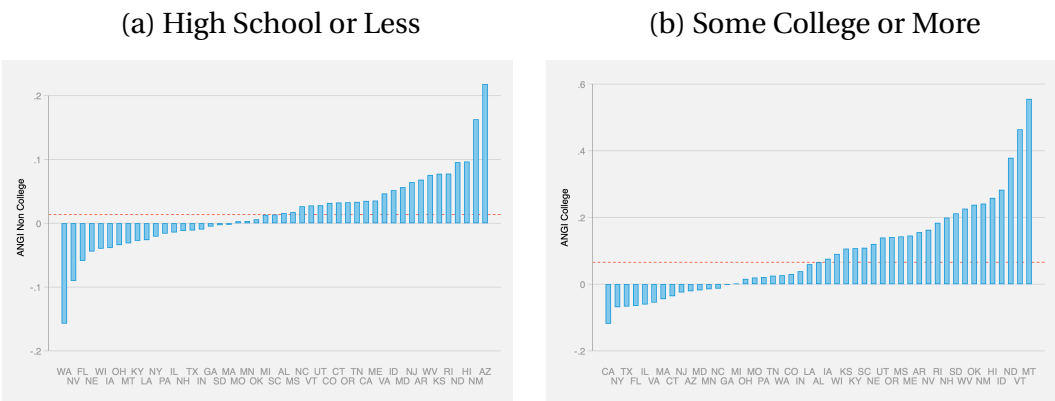 (a) High School or Less
.2
.1
0
-.1
-.2
ANGI Non College
WA FL WI OH KY NY IL TX GA MA MN MI AL NC UT CT TN ME ID NJ WV RI HI AZ
NV NE IA MT LA PA NH IN SD MO OK SC MS VT CO OR CA VA MD AR KS ND NM
(b) Some College or More
.6
.4
.2
0
ANGI College
-.2
CA TX IL MA NJ MD NC MI MO TN CO LA IA KS SC UT MS AR RI SD OK HI ND MT
NY FL VA CT AZ MN GA OH PA WA IN AL WI KY NE OR ME NV NH WV NM ID VT